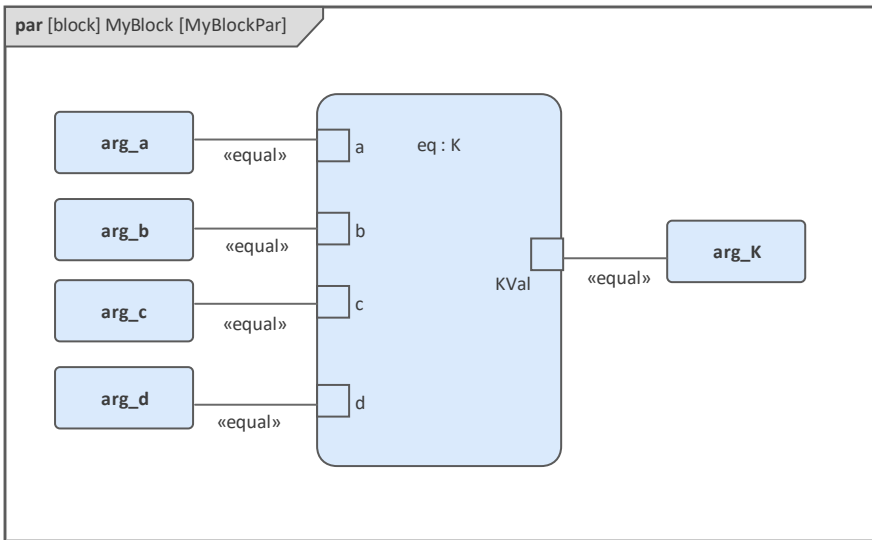 par [block] MyBlock [MyBlockPar]
arg_a
«equal»
a
eq : K
arg_b
«equal»
b
KVal
«equal»
arg_K
arg_c
«equal»
c
arg_d
«equal»
d